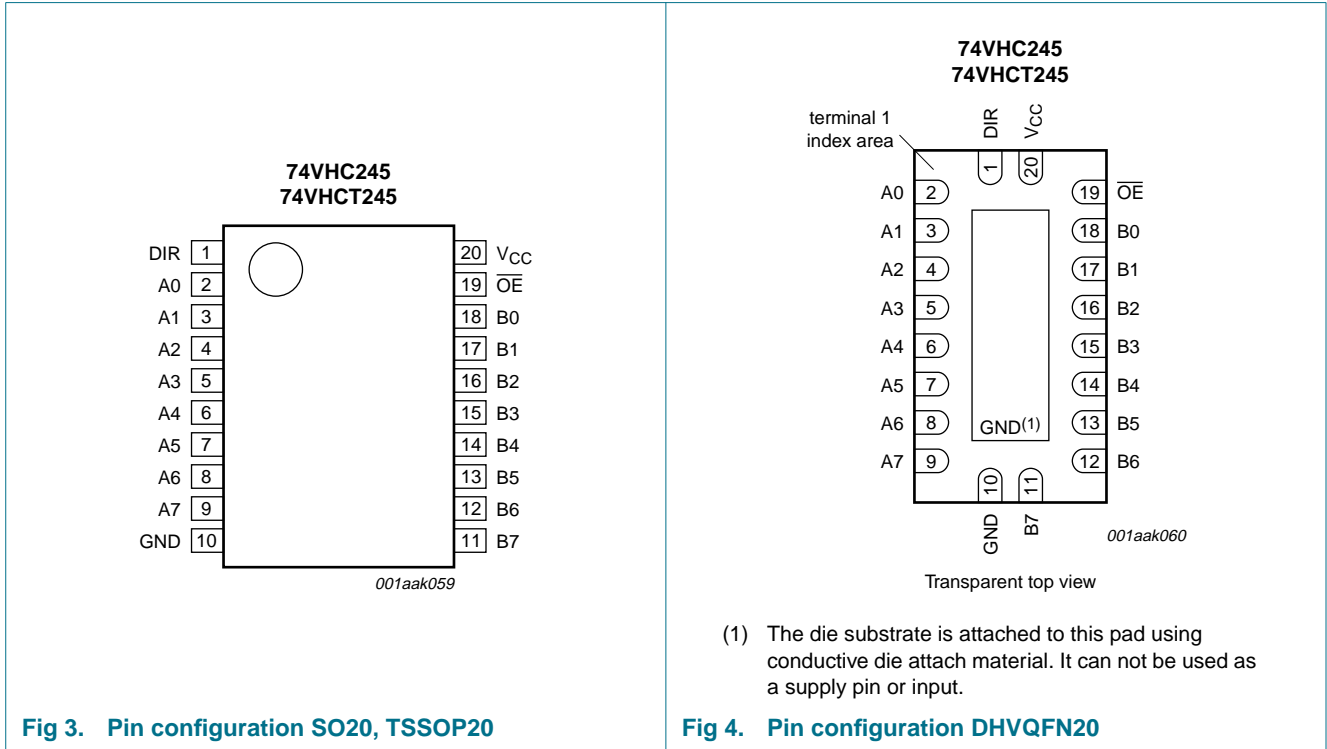 74VHC245
74VHCT245
DIR 1
A0 2
A1 3
A2 4
A3 5
A4 6
A5 7
A6 8
A7 9
GND 10
20 VCC
19 OE
18 B0
17 B1
16 B2
15 B3
14 B4
13 B5
12 B6
11 B7
001aak059
Fig 3. Pin configuration SO20, TSSOP20
74VHC245
74VHCT245
terminal 1
index area
DIR
VCC
1
20
A0 2
A1 3
A2 4
A3 5
A4 6
A5 7
A6 8
A7 9
19 OE
18 B0
17 B1
16 B2
15 B3
14 B4
13 B5
12 B6
GND(1)
10
11
GND
B7
001aak060
Transparent top view
(1) The die substrate is attached to this pad using
conductive die attach material. It can not be used as
a supply pin or input.
Fig 4. Pin configuration DHVQFN20